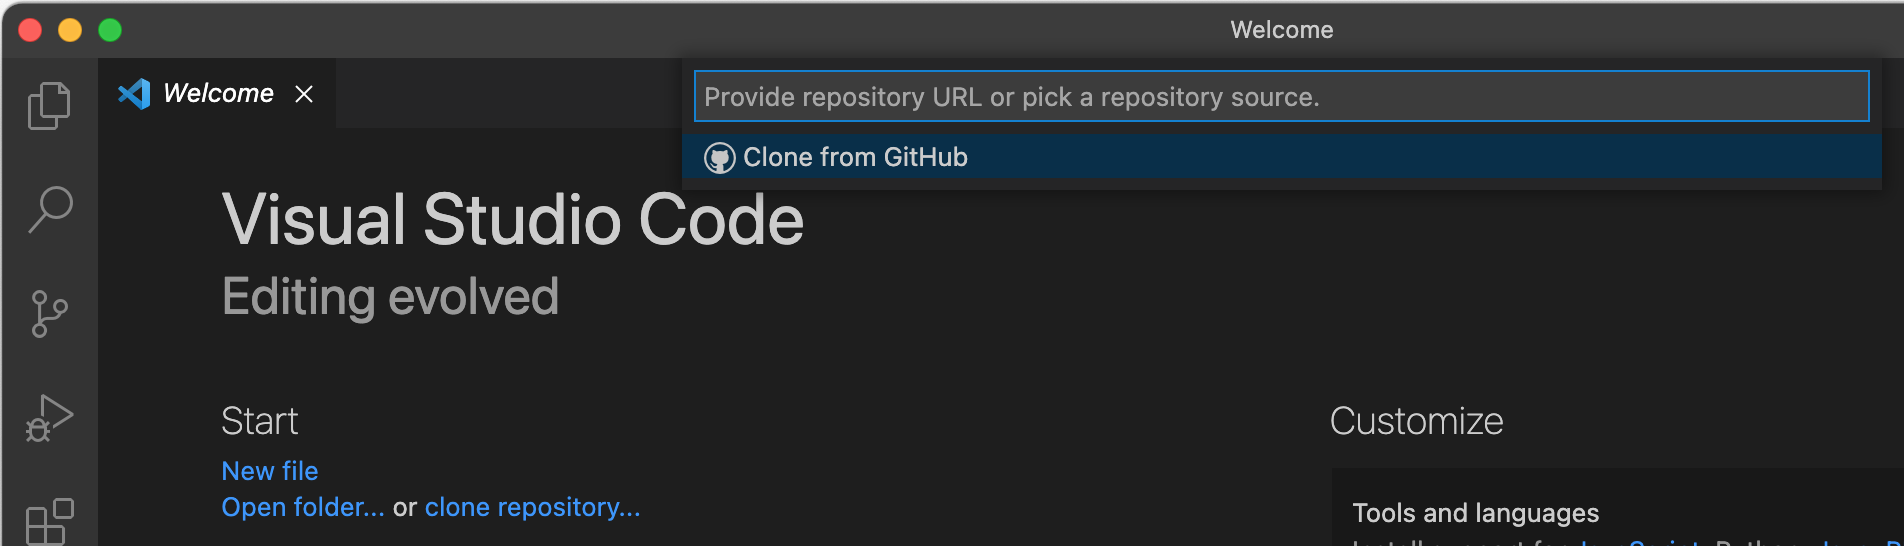 Welcome
Welcome
Provide repository URL or pick a repository source.
Clone from GitHub
Visual Studio Code
Editing evolved
Start
New file
Open folder... or clone repository...
Customize
Tools and languages